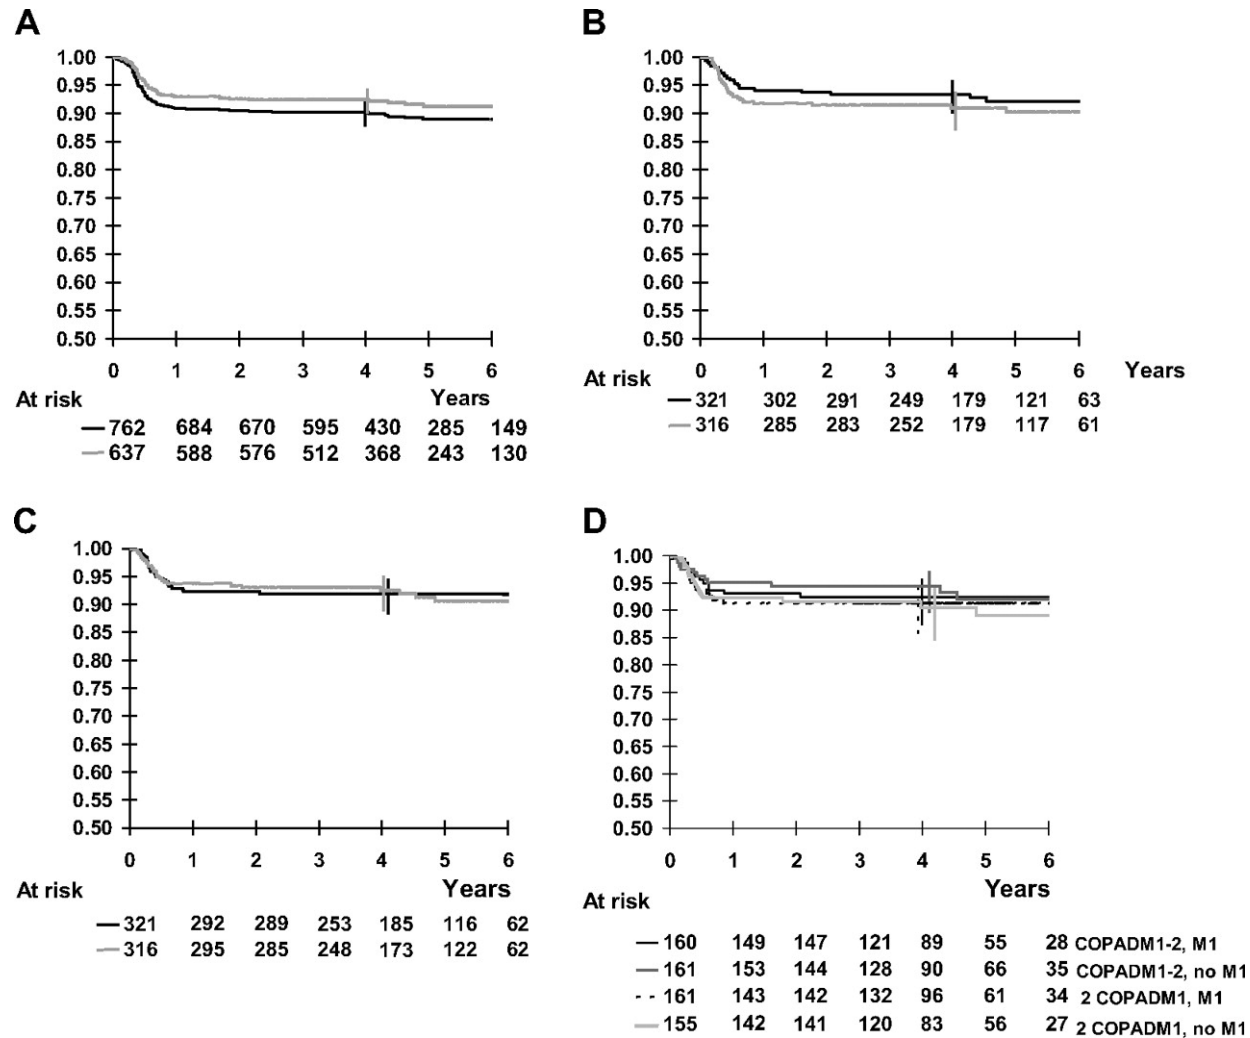 A
1.00
0.95
0.90
0.85
0.80
0.75
0.70
0.65
0.60
0.55
0.50
0 1 2 3 4 5 6
Years
At risk
762 684 670 595 430 285 149
637 588 576 512 368 243 130
B
1.00
0.95
0.90
0.85
0.80
0.75
0.70
0.65
0.60
0.55
0.50
0 1 2 3 4 5 6 Years
At risk
321 302 291 249 179 121 63
316 285 283 252 179 117 61
C
1.00
0.95
0.90
0.85
0.80
0.75
0.70
0.65
0.60
0.55
0.50
0 1 2 3 4 5 6
At risk Years
321 292 289 253 185 116 62
316 295 285 248 173 122 62
D
1.00
0.95
0.90
0.85
0.80
0.75
0.70
0.65
0.60
0.55
0.50
0 1 2 3 4 5 6
Years
At risk
160 149 147 121 89 55 28 COPADM1-2, M1
161 153 144 128 90 66 35 COPADM1-2, no M1
161 143 142 132 96 61 34 2 COPADM1, M1
155 142 141 120 83 56 27 2 COPADM1, no M1